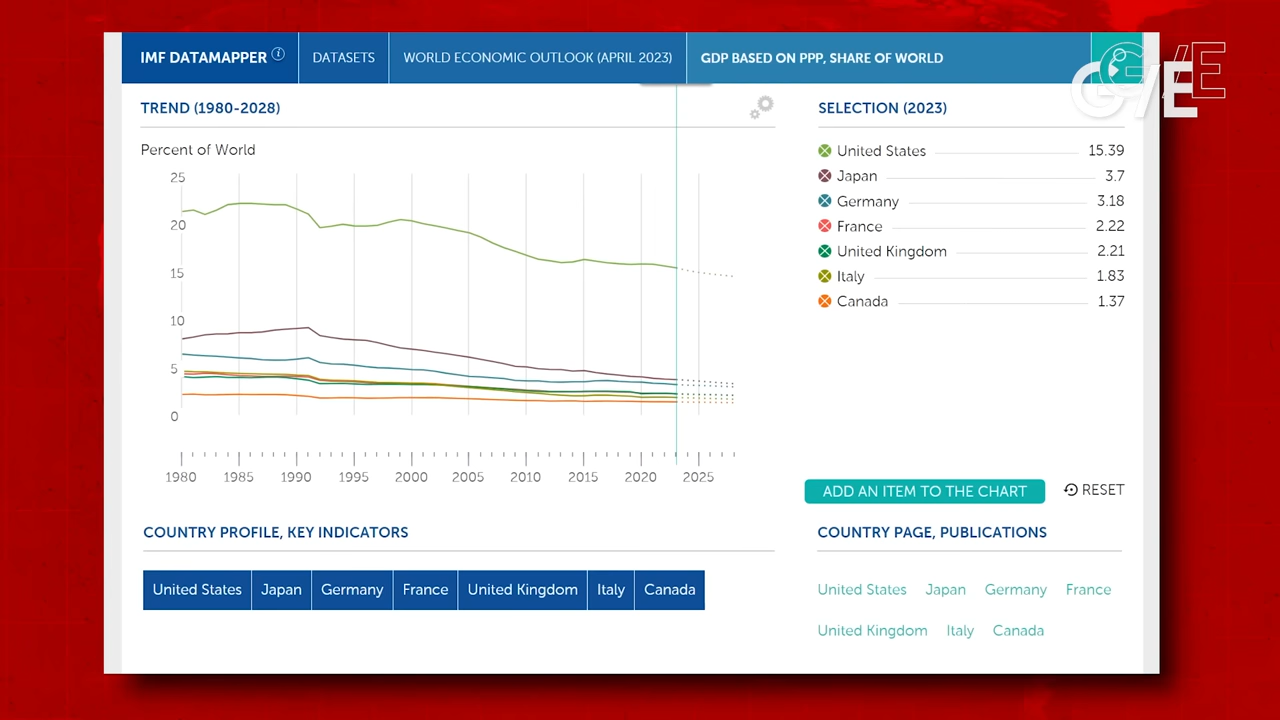 IMF DATAMAPPER i DATASETS WORLD ECONOMIC OUTLOOK (APRIL 2023) GDP BASED ON PPP, SHARE OF WORLD
G/E
TREND (1980-2028)
Percent of World
25
20
15
10
5
0
1980 1985 1990 1995 2000 2005 2010 2015 2020 2025
SELECTION (2023)
United States 15.39
Japan 3.7
Germany 3.18
France 2.22
United Kingdom 2.21
Italy 1.83
Canada 1.37
ADD AN ITEM TO THE CHART RESET
COUNTRY PROFILE, KEY INDICATORS
United States Japan Germany France United Kingdom Italy Canada
COUNTRY PAGE, PUBLICATIONS
United States Japan Germany France
United Kingdom Italy Canada